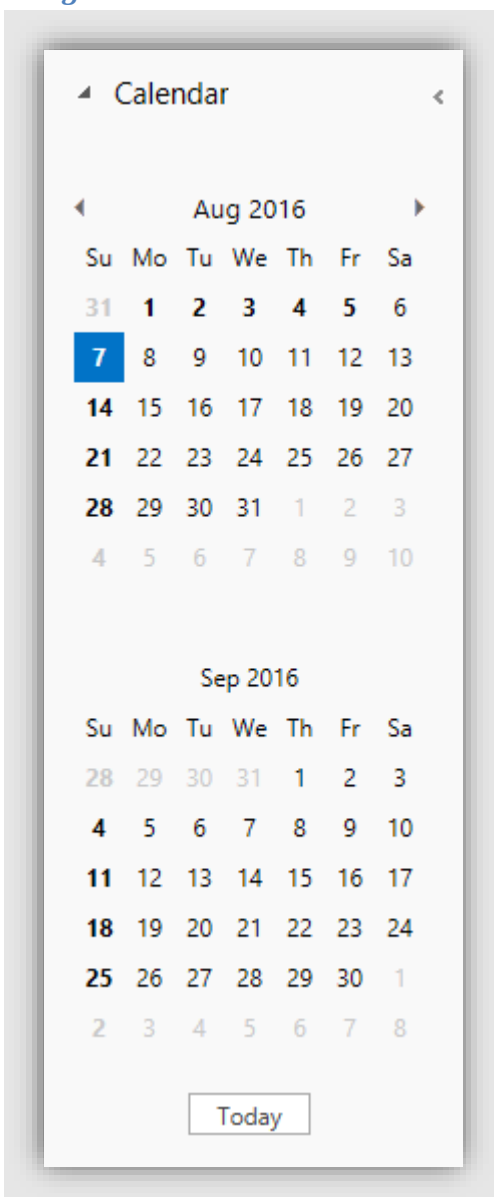 Calendar
Aug 2016
Su Mo Tu We Th Fr Sa
31 1 2 3 4 5 6
7 8 9 10 11 12 13
14 15 16 17 18 19 20
21 22 23 24 25 26 27
28 29 30 31 1 2 3
4 5 6 7 8 9 10
Sep 2016
Su Mo Tu We Th Fr Sa
28 29 30 31 1 2 3
4 5 6 7 8 9 10
11 12 13 14 15 16 17
18 19 20 21 22 23 24
25 26 27 28 29 30 1
2 3 4 5 6 7 8
Today